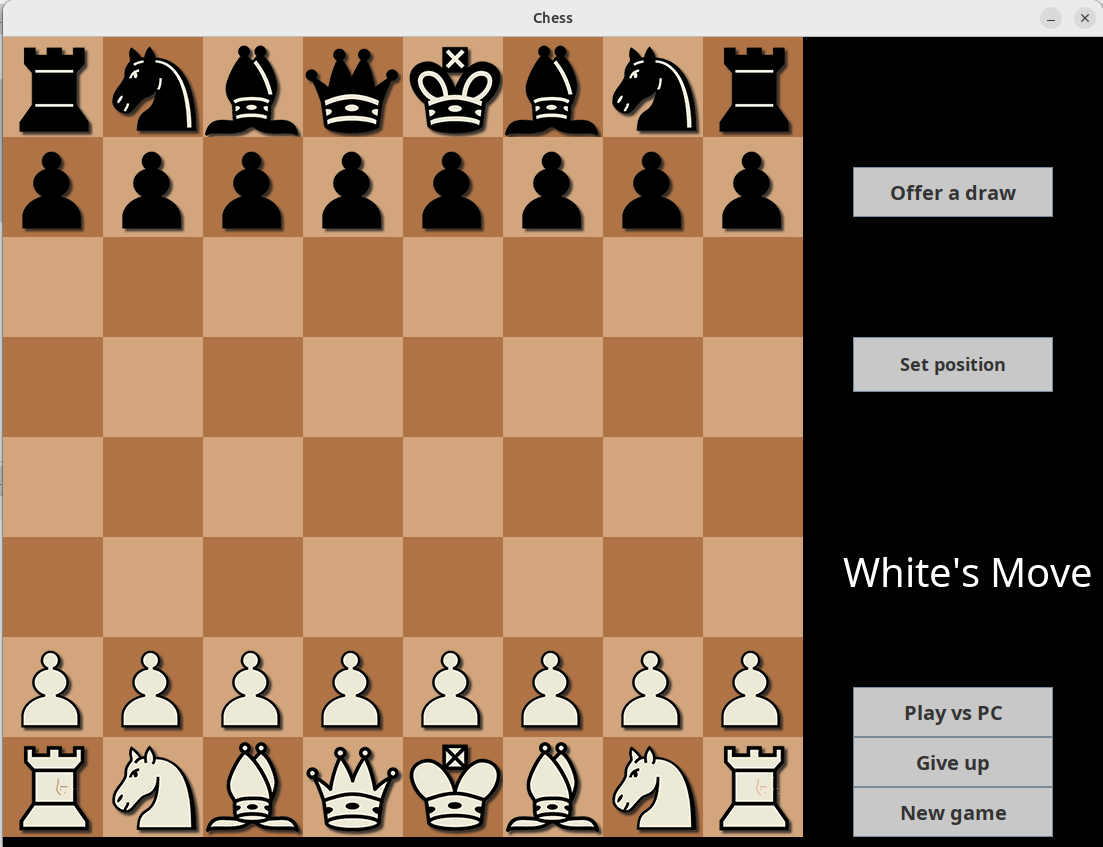 Chess
Offer a draw
Set position
White's Move
Play vs PC
Give up
New game